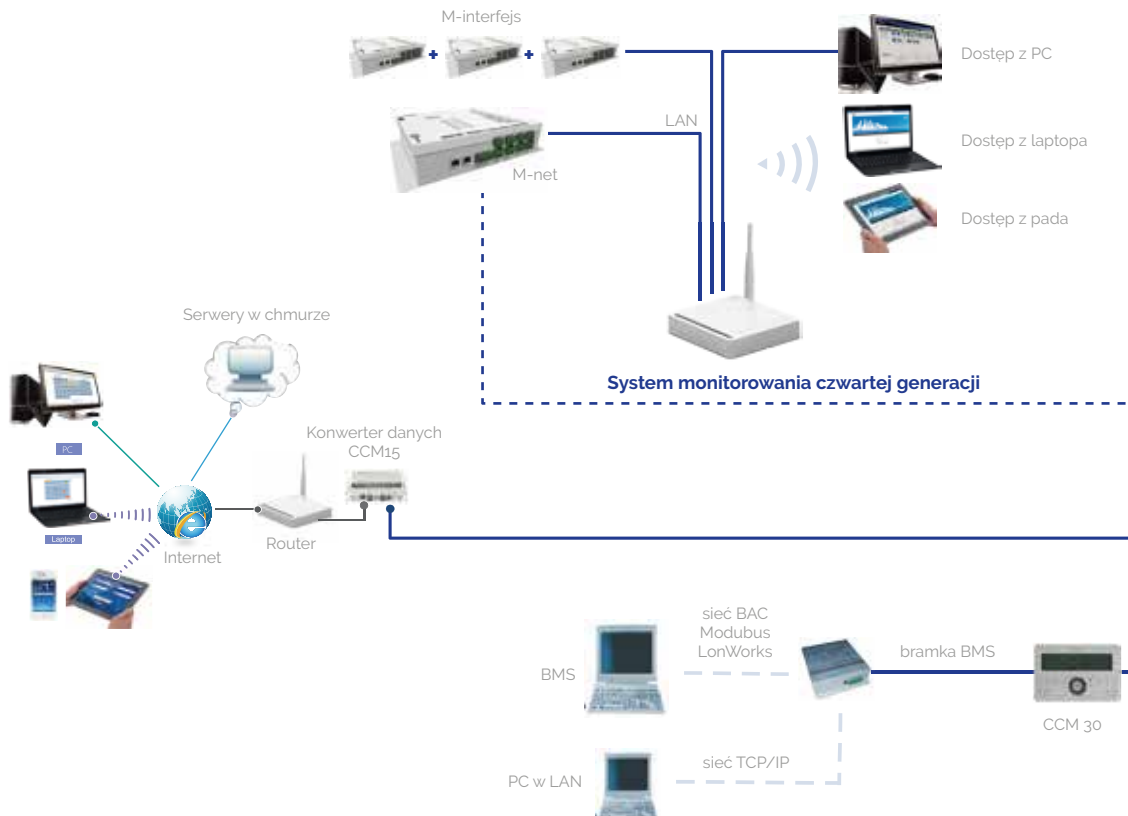 M-interfejs
Dostęp z PC
LAN
Dostęp z laptopa
M-net
Dostęp z pada
Serwery w chmurze
System monitorowania czwartej generacji
Konwerter danych
CCM15
PC
Laptop
Internet
Router
sieć BAC
Modubus
LonWorks
bramka BMS
BMS
CCM 30
sieć TCP/IP
PC w LAN